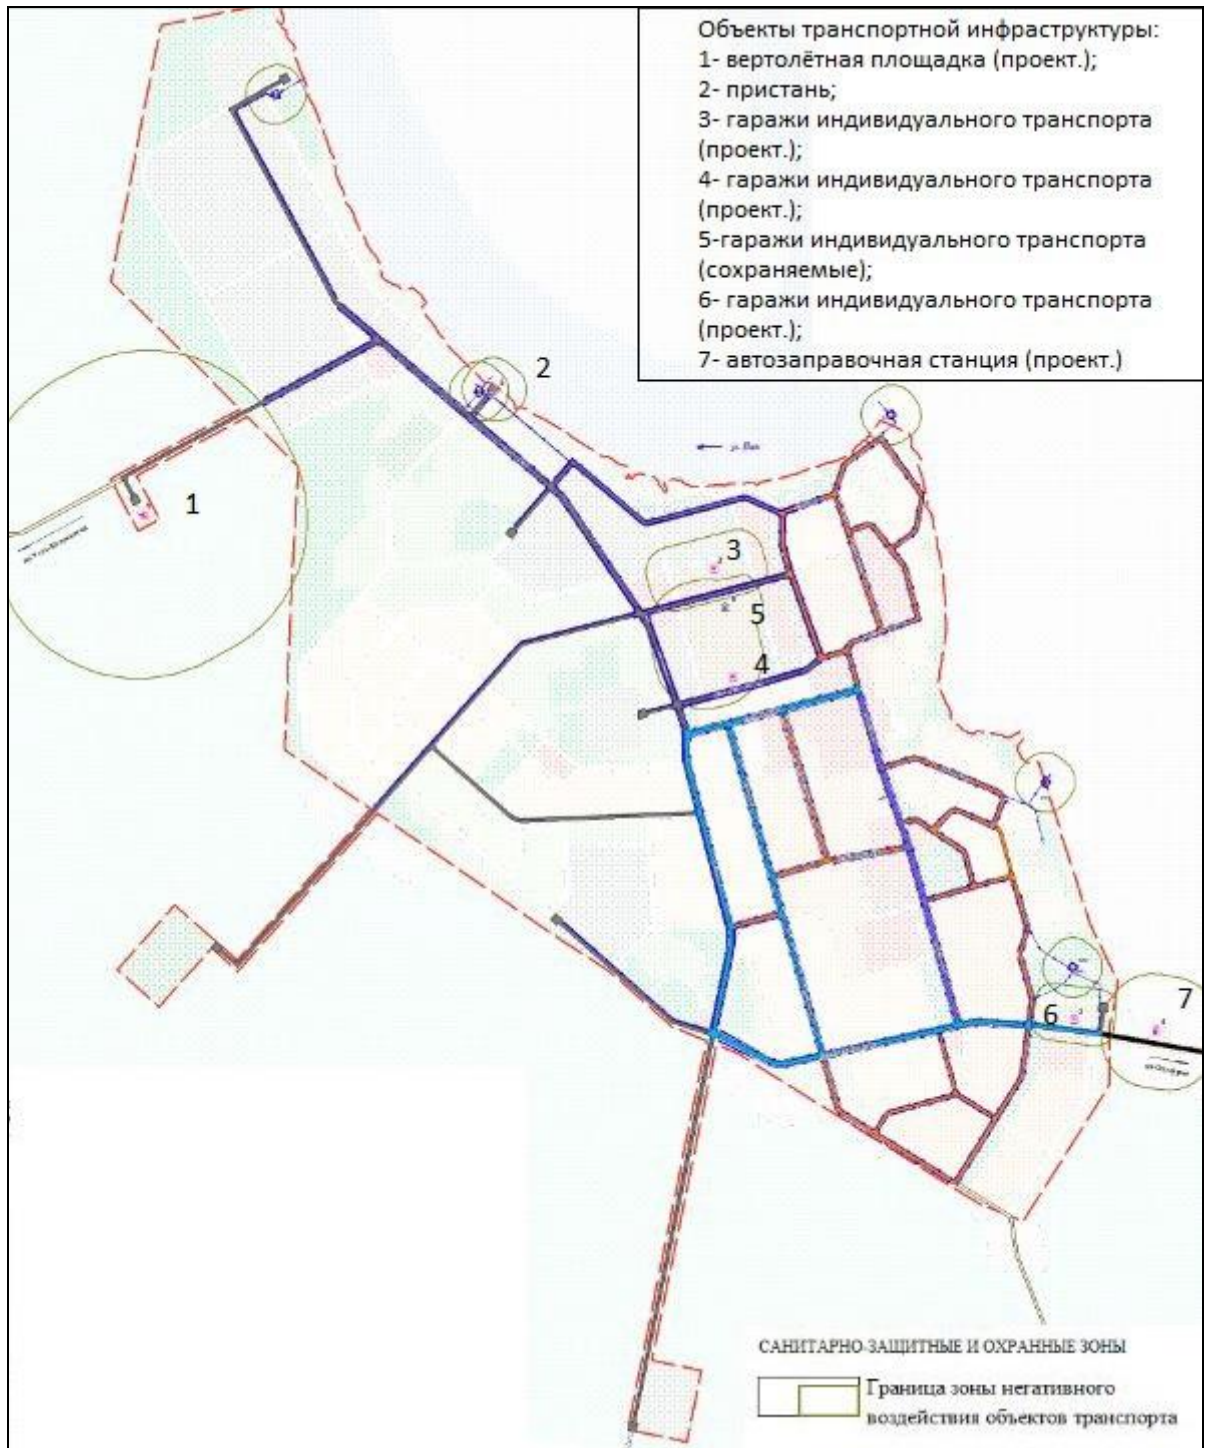 Объекты транспортной инфраструктуры:
1- вертолётная площадка (проект.);
2- пристань;
3- гаражи индивидуального транспорта
(проект.);
4- гаражи индивидуального транспорта
(проект.);
5-гаражи индивидуального транспорта
(сохраняемые);
6- гаражи индивидуального транспорта
(проект.);
7- автозаправочная станция (проект.)
2
1
3
5
4
7
6
САНИТАРНО-ЗАЩИТНЫЕ И ОХРАННЫЕ ЗОНЫ
Граница зоны негативного
воздействия объектов транспорта